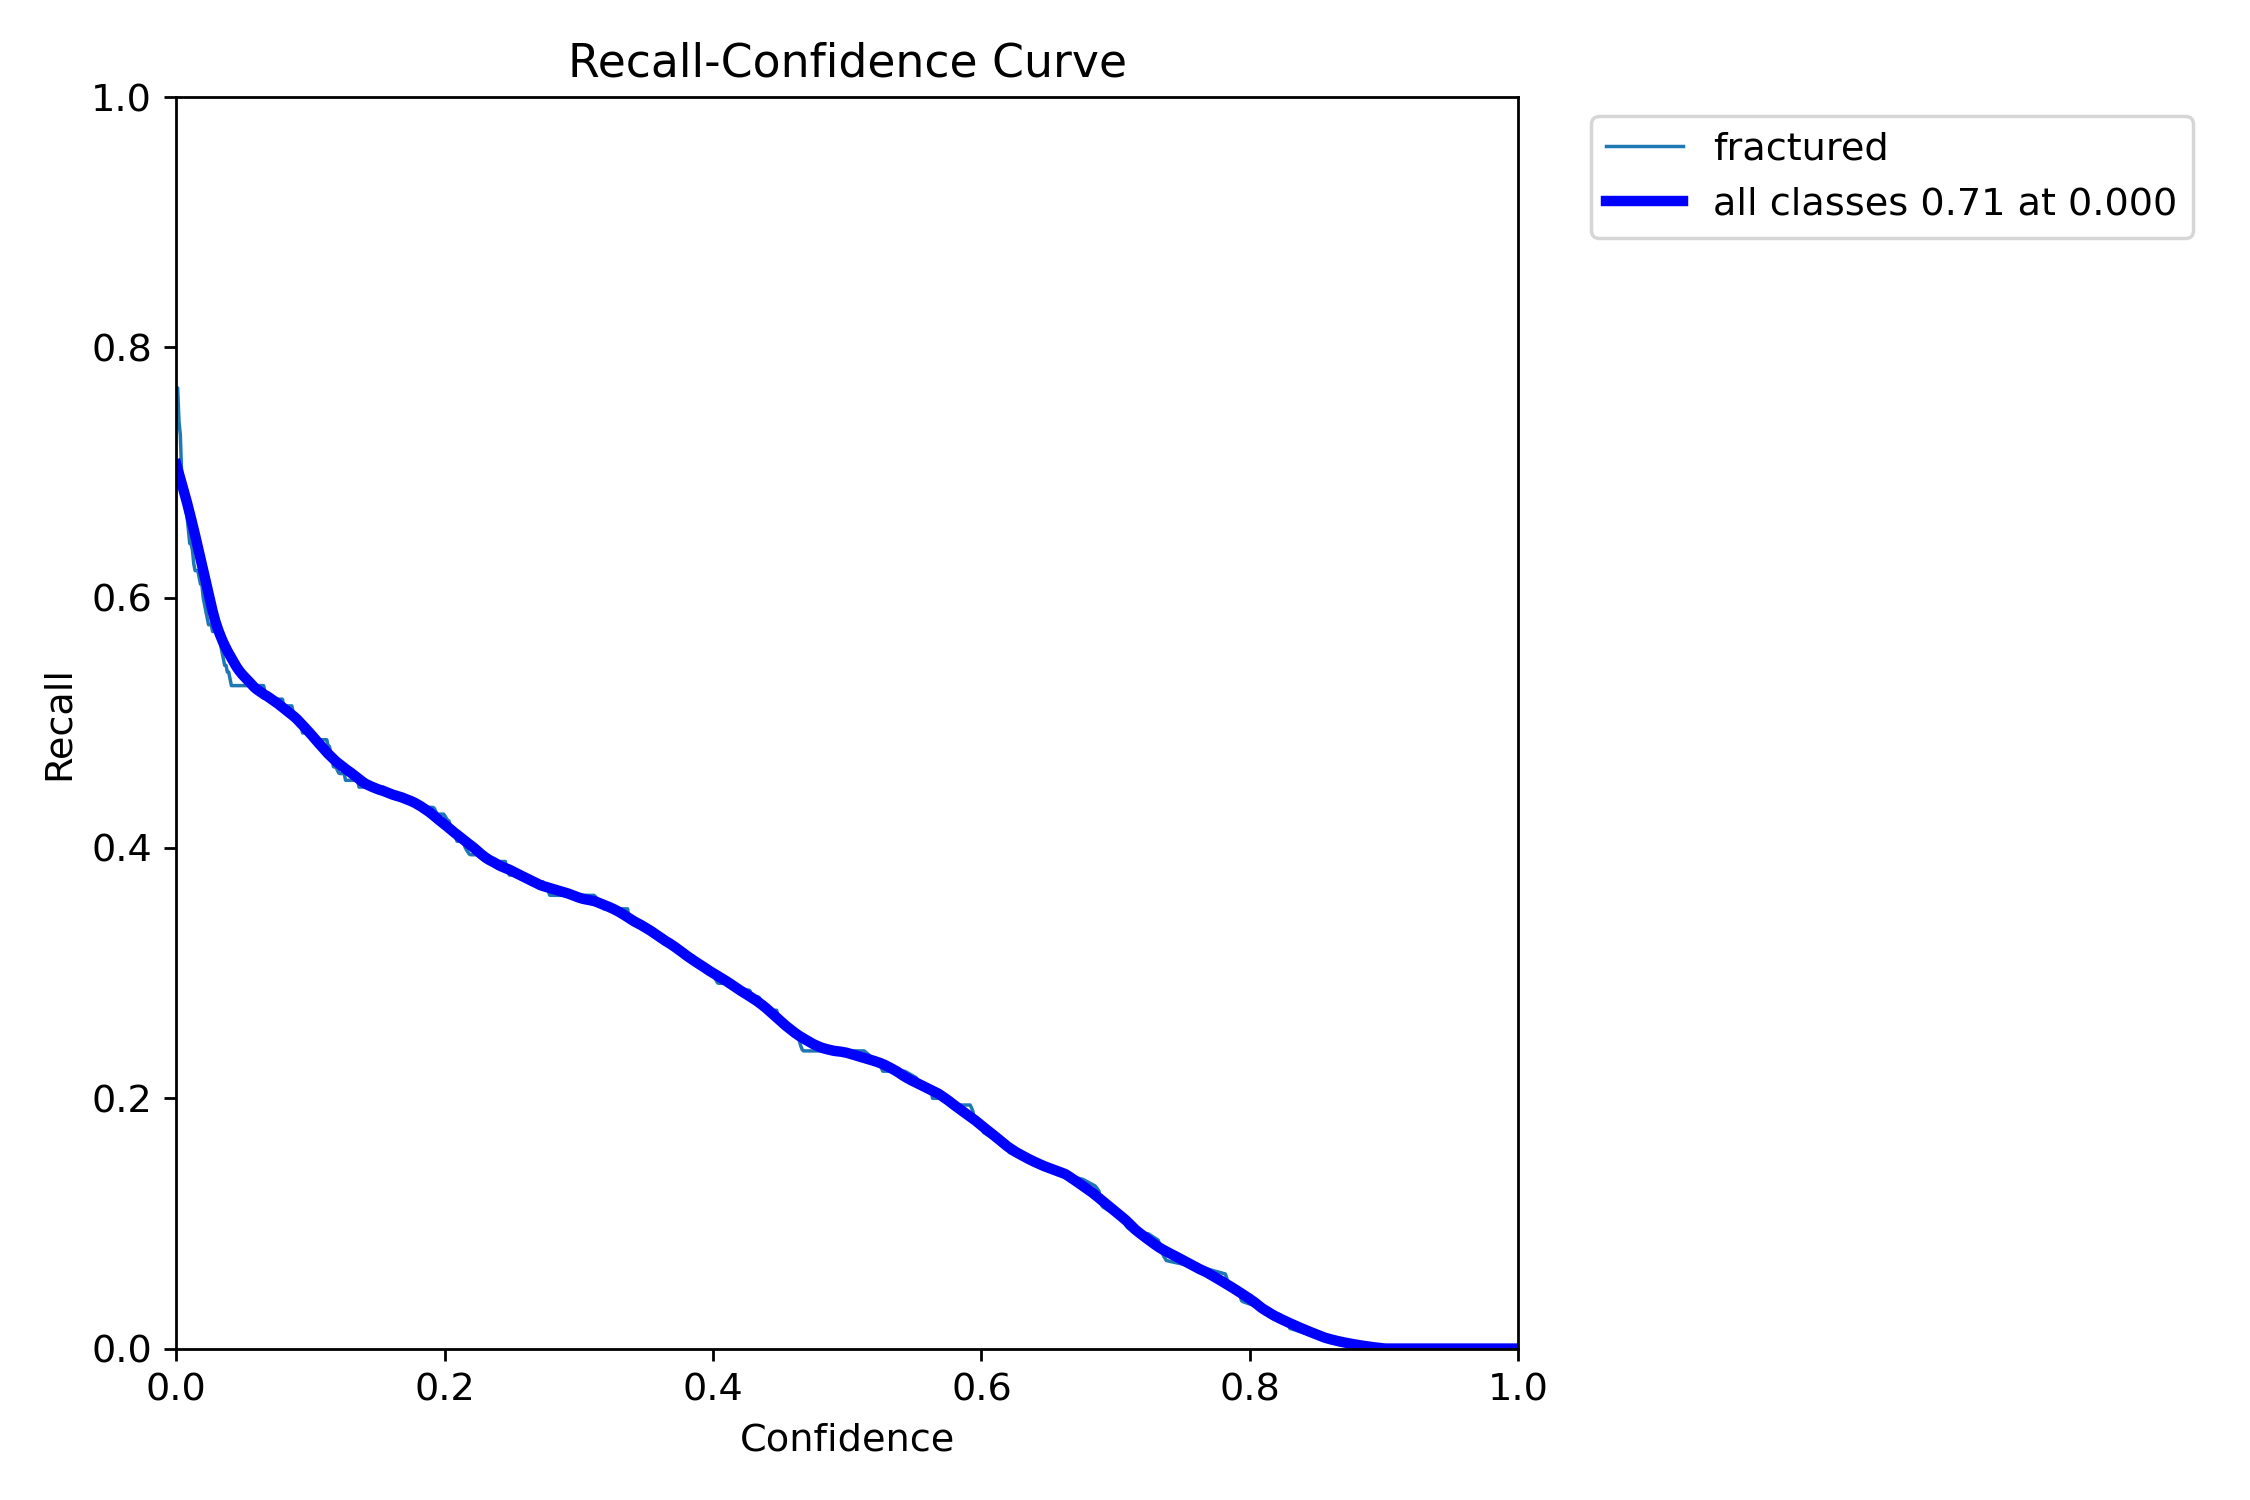 Recall-Confidence Curve
1.0
0.8
0.6
0.4
0.2
0.0
Recall
0.0 0.2 0.4 0.6 0.8 1.0
Confidence
fractured
all classes 0.71 at 0.000